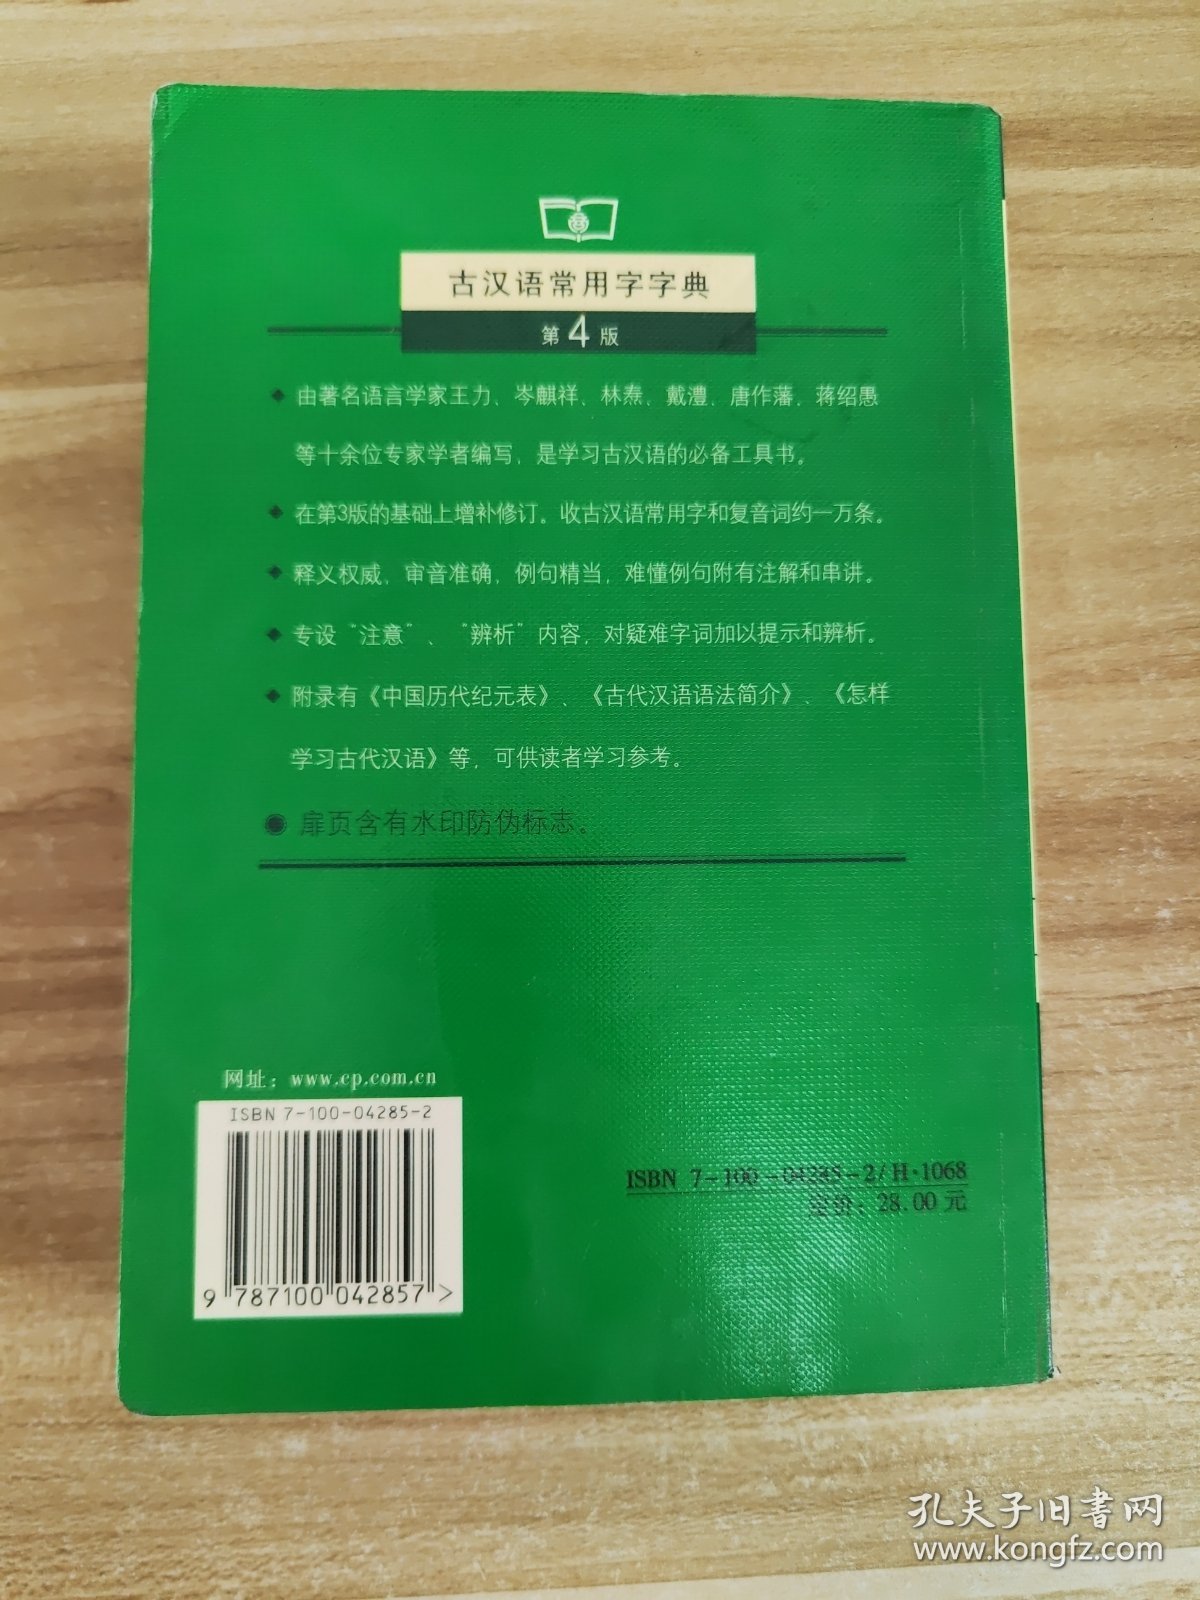 古汉语常用字字典
第4版
◆ 由著名语言学家王力、岑麒祥、林焘、戴澧、唐作藩、蒋绍愚
等十余位专家学者编写，是学习古汉语的必备工具书。
◆ 在第3版的基础上增补修订。收古汉语常用字和复音词约一万条。
◆ 释义权威，审音准确，例句精当，难懂例句附有注解和串讲。
◆ 专设“注意”、“辨析”内容，对疑难字词加以提示和辨析。
◆ 附录有《中国历代纪元表》、《古代汉语语法简介》、《怎样
学习古代汉语》等，可供读者学习参考。
● 扉页含有水印防伪标志。
网址：www.cp.com.cn
ISBN 7-100-04285-2
9 787100 042857 >
ISBN 7-100-04285-2/H·1068
定价：28.00元
孔夫子旧书网
www.kongfz.com